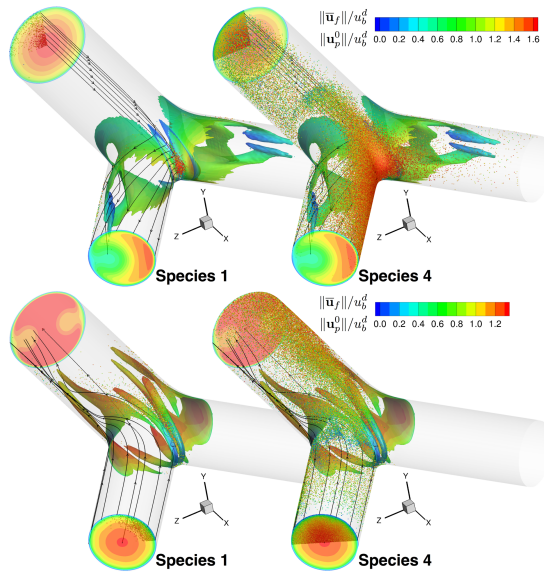 ‖u̅_f‖/u_b^d
‖u_p^0‖/u_b^d
0.0 0.2 0.4 0.6 0.8 1.0 1.2 1.4 1.6
Y
Z
X
Y
Z
X
Species 1
Species 4
‖u̅_f‖/u_b^d
‖u_p^0‖/u_b^d
0.0 0.2 0.4 0.6 0.8 1.0 1.2
Y
Z
X
Y
Z
X
Species 1
Species 4